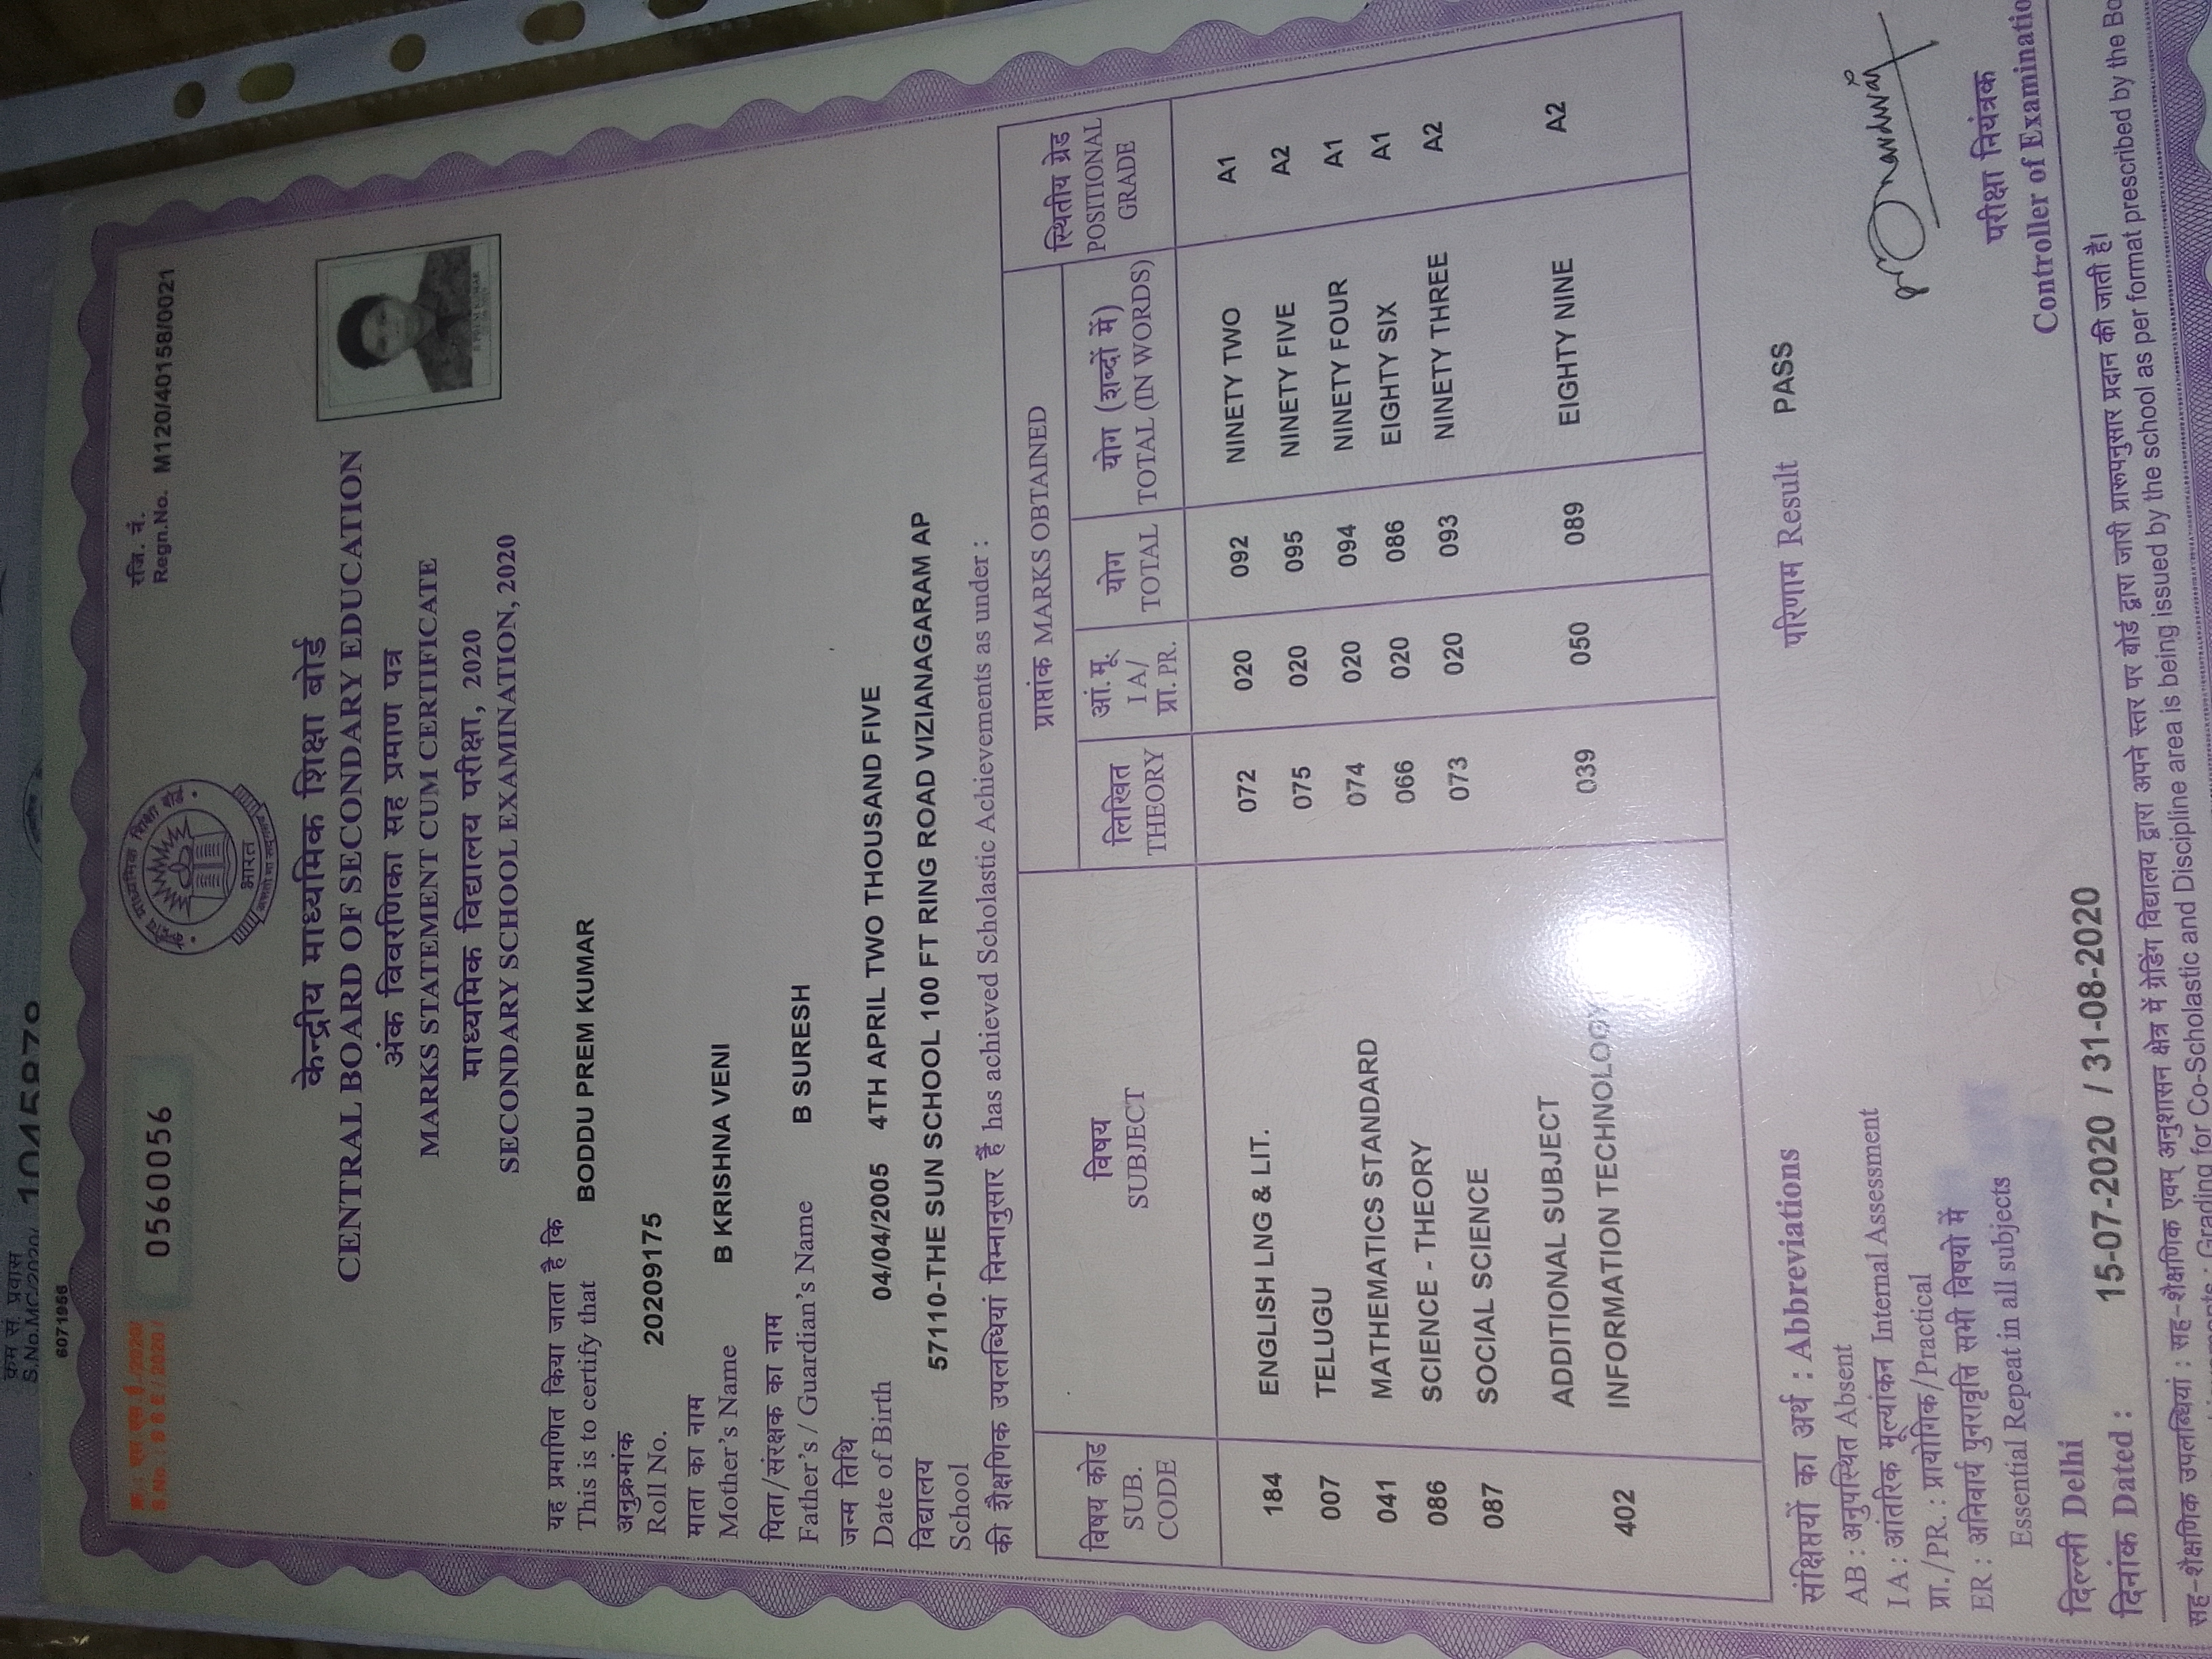 क्रम सं. प्रवास
S.No.MC/2020/ 1045870
6071956
S.No. : SSE/2020/
0560056
रजि. नं.
Regn.No. M120/40158/0021
भारत
केन्द्रीय माध्यमिक शिक्षा बोर्ड
CENTRAL BOARD OF SECONDARY EDUCATION
अंक विवरणिका सह प्रमाण पत्र
MARKS STATEMENT CUM CERTIFICATE
माध्यमिक विद्यालय परीक्षा, 2020
SECONDARY SCHOOL EXAMINATION, 2020
यह प्रमाणित किया जाता है कि
This is to certify that BODDU PREM KUMAR
अनुक्रमांक
Roll No. 20209175
माता का नाम
Mother's Name B KRISHNA VENI
पिता/संरक्षक का नाम
Father's / Guardian's Name B SURESH
जन्म तिथि
Date of Birth 04/04/2005 4TH APRIL TWO THOUSAND FIVE
विद्यालय
School 57110-THE SUN SCHOOL 100 FT RING ROAD VIZIANAGARAM AP
की शैक्षणिक उपलब्धियां निम्नानुसार हैं has achieved Scholastic Achievements as under :
प्राप्तांक MARKS OBTAINED
विषय कोड SUB. CODE विषय SUBJECT लिखित THEORY आं.मू. I A/ प्रा.PR. योग TOTAL योग (शब्दों में) TOTAL (IN WORDS) स्थितीय ग्रेड POSITIONAL GRADE
184 ENGLISH LNG & LIT. 072 020 092 NINETY TWO A1
007 TELUGU 075 020 095 NINETY FIVE A2
041 MATHEMATICS STANDARD 074 020 094 NINETY FOUR A1
086 SCIENCE - THEORY 066 020 086 EIGHTY SIX A1
087 SOCIAL SCIENCE 073 020 093 NINETY THREE A2
ADDITIONAL SUBJECT
402 INFORMATION TECHNOLOGY 039 050 089 EIGHTY NINE A2
संक्षिप्तियों का अर्थ : Abbreviations
AB : अनुपस्थित Absent
I A : आंतरिक मूल्यांकन Internal Assessment
प्रा./PR. : प्रायोगिक/Practical
ER : अनिवार्य पुनरावृत्ति सभी विषयो में
Essential Repeat in all subjects
परिणाम Result PASS
दिल्ली Delhi
दिनांक Dated : 15-07-2020 / 31-08-2020
परीक्षा नियंत्रक
Controller of Examinatio
सह-शैक्षणिक उपलब्धियां : सह-शैक्षणिक एवम् अनुशासन क्षेत्र में ग्रेडिंग विद्यालय द्वारा अपने स्तर पर बोर्ड द्वारा जारी प्रारूपनुसार प्रदान की जाती है।
Grading for Co-Scholastic and Discipline area is being issued by the school as per format prescribed by the Bo